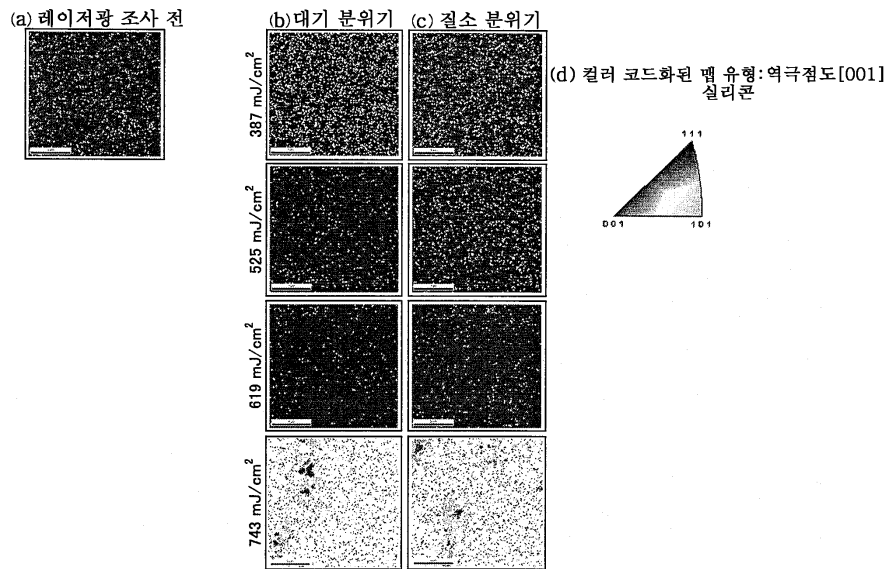 (a) 레이저광 조사 전
(b)대기 분위기
(c) 질소 분위기
387 mJ/cm²
525 mJ/cm²
619 mJ/cm²
743 mJ/cm²
(d) 컬러 코드화된 맵 유형:역극점도[001]
실리콘
111
001
101